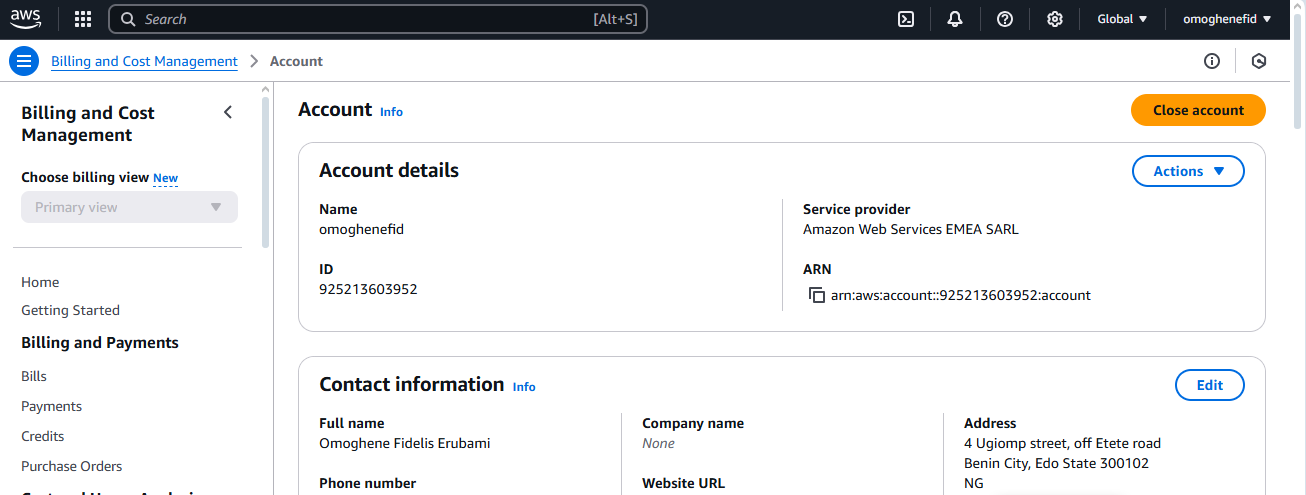 aws
Search [Alt+S]
Global
omoghenefid
Billing and Cost Management > Account
Billing and Cost
Management
Choose billing view New
Primary view
Home
Getting Started
Billing and Payments
Bills
Payments
Credits
Purchase Orders
Account Info
Close account
Account details
Actions
Name
omoghenefid
Service provider
Amazon Web Services EMEA SARL
ID
925213603952
ARN
arn:aws:account::925213603952:account
Contact information Info
Edit
Full name
Omoghene Fidelis Erubami
Company name
None
Address
4 Ugiomp street, off Etete road
Benin City, Edo State 300102
NG
Phone number
Website URL